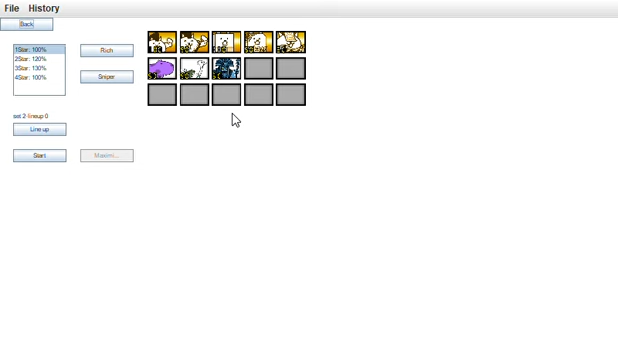 File History
Back
1Star: 100%
2Star: 120%
3Star: 130%
4Star: 100%
Rich
Sniper
set 2-lineup 0
Line up
Start
Maximi...